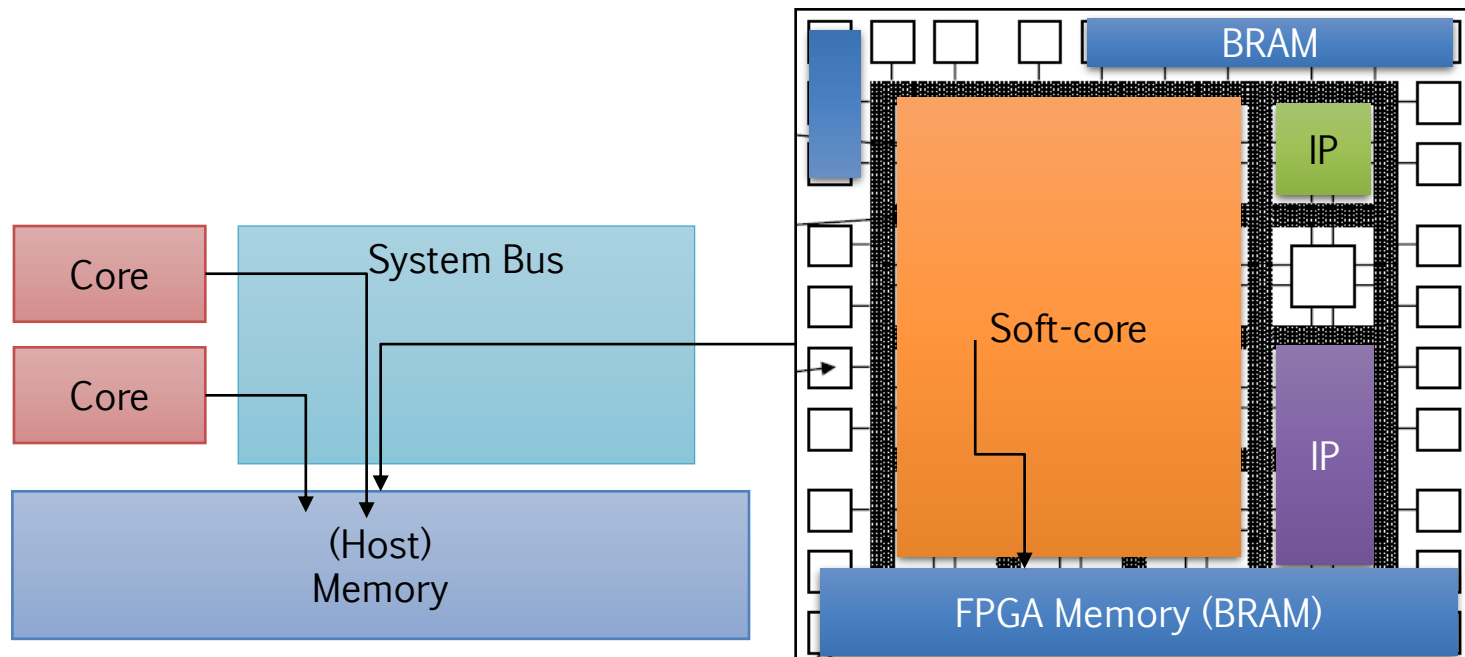 BRAM
IP
Core
System Bus
Soft-core
Core
IP
(Host)
Memory
FPGA Memory (BRAM)